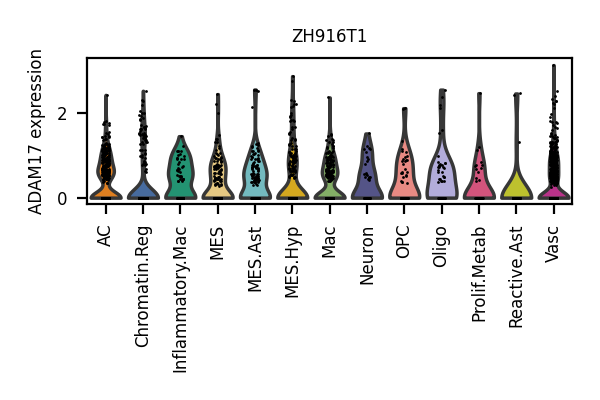 ZH916T1
ADAM17 expression
2
0
AC
Chromatin.Reg
Inflammatory.Mac
MES
MES.Ast
MES.Hyp
Mac
Neuron
OPC
Oligo
Prolif.Metab
Reactive.Ast
Vasc